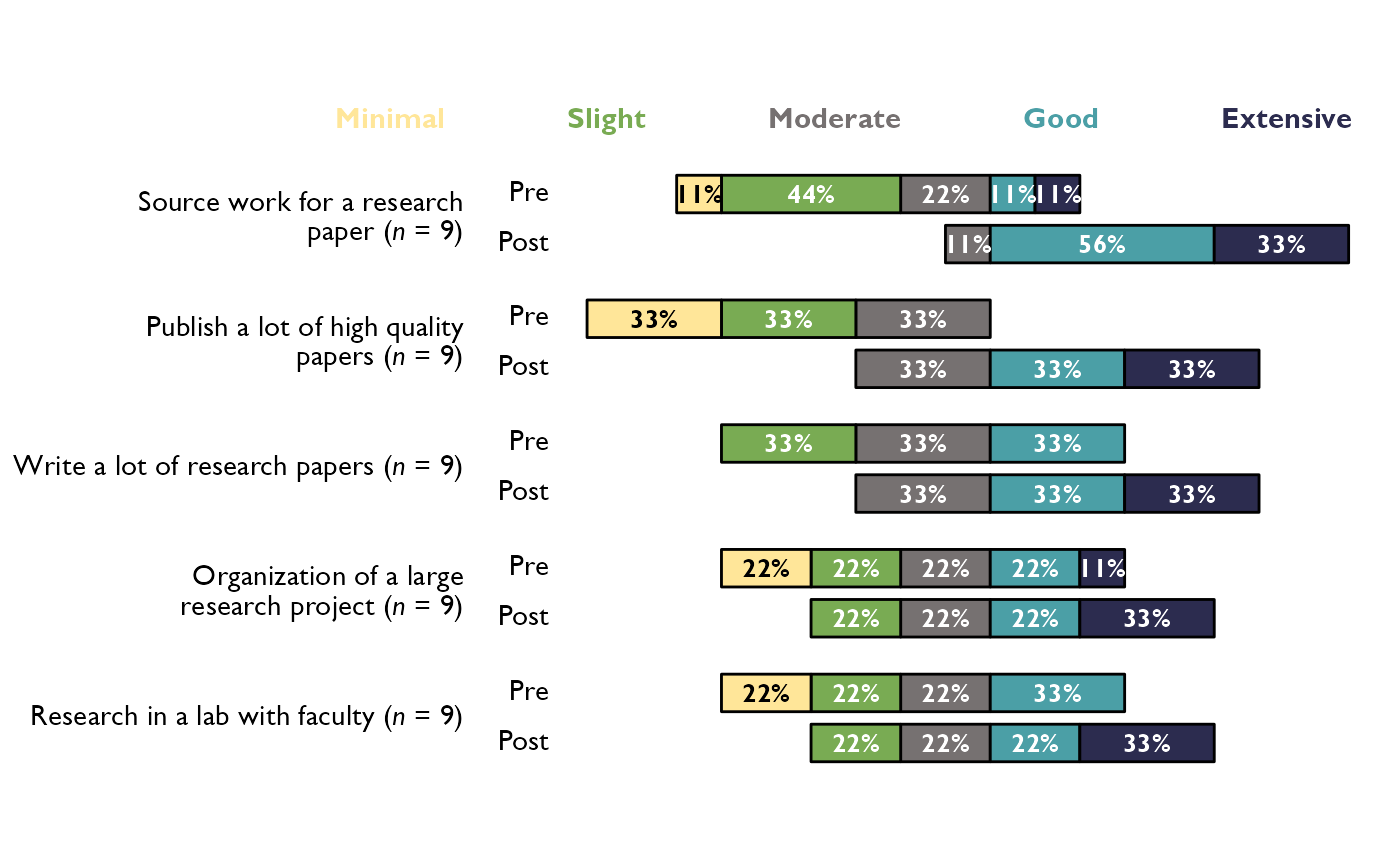 Minimal Slight Moderate Good Extensive
Source work for a research
paper (n = 9)
Pre 11% 44% 22% 11% 11%
Post 11% 56% 33%
Publish a lot of high quality
papers (n = 9)
Pre 33% 33% 33%
Post 33% 33% 33%
Write a lot of research papers (n = 9)
Pre 33% 33% 33%
Post 33% 33% 33%
Organization of a large
research project (n = 9)
Pre 22% 22% 22% 22% 11%
Post 22% 22% 22% 33%
Research in a lab with faculty (n = 9)
Pre 22% 22% 22% 33%
Post 22% 22% 22% 33%